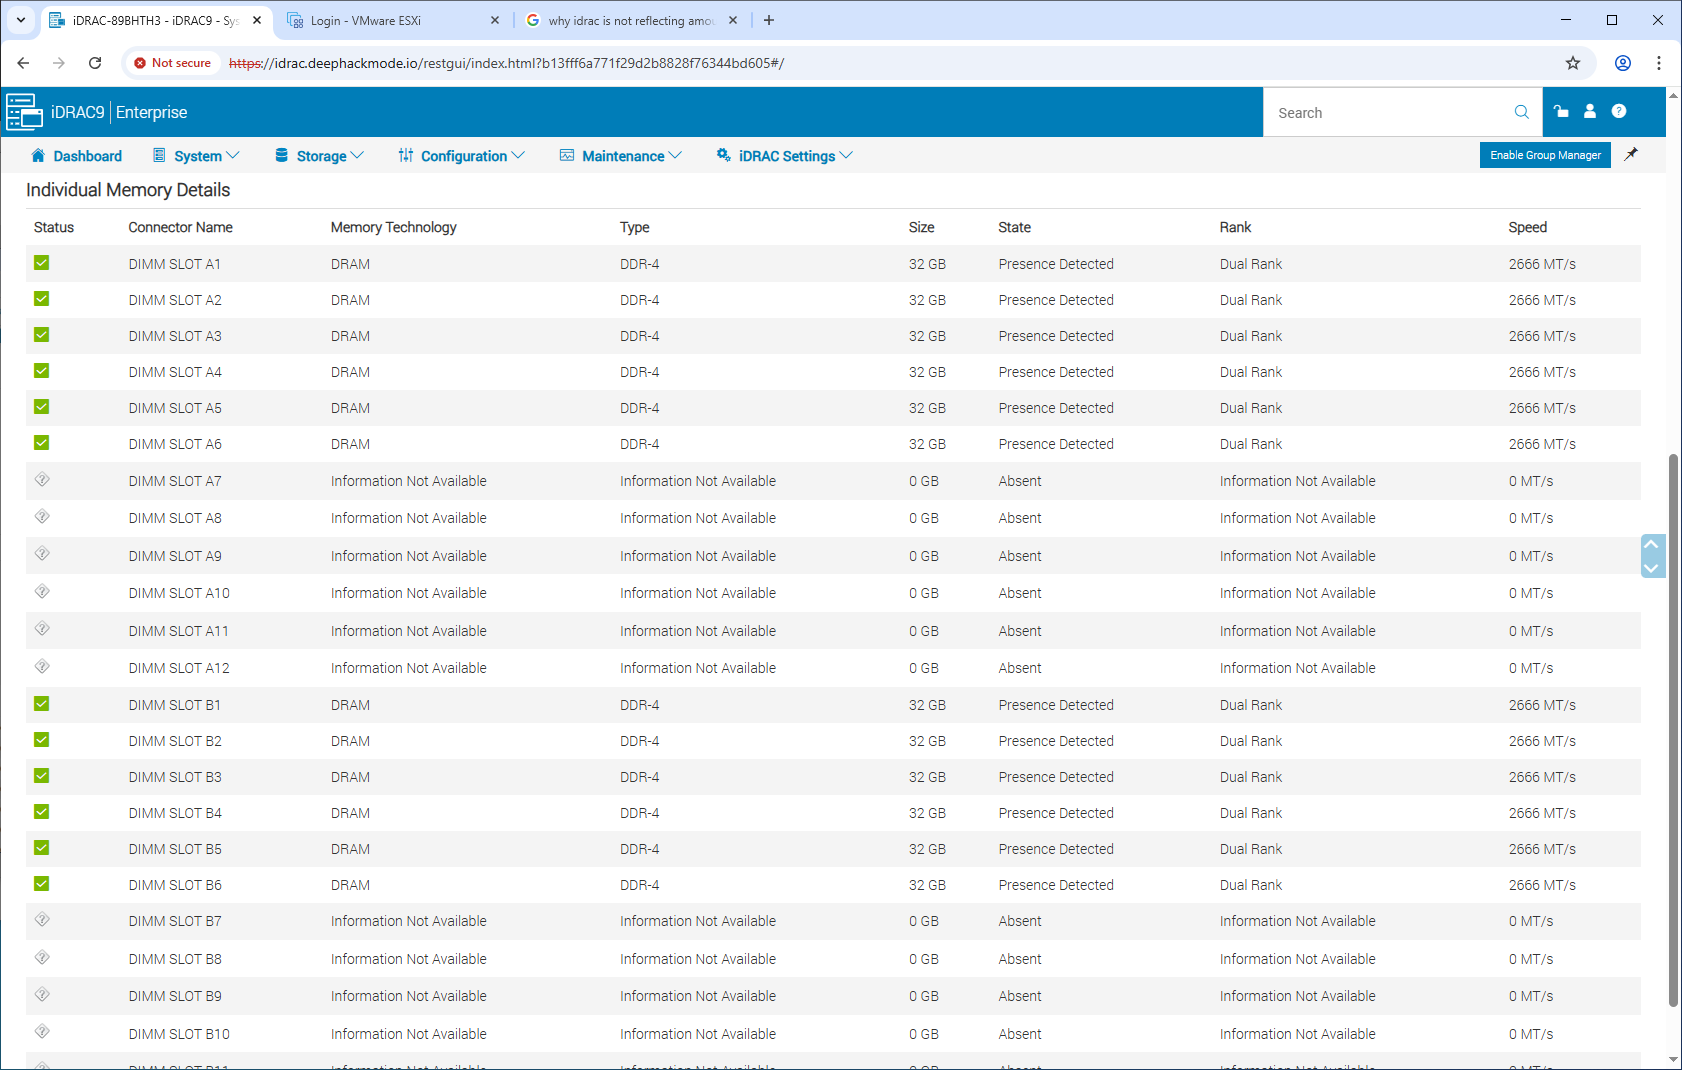 iDRAC-89BHTH3 - iDRAC9 - Sys
Login - VMware ESXi
why idrac is not reflecting amou
Not secure
https://idrac.deephackmode.io/restgui/index.html?b13fff6a771f29d2b8828f76344bd605#/
iDRAC9 | Enterprise
Search
Dashboard System Storage Configuration Maintenance iDRAC Settings Enable Group Manager
Individual Memory Details
Status Connector Name Memory Technology Type Size State Rank Speed
DIMM SLOT A1 DRAM DDR-4 32 GB Presence Detected Dual Rank 2666 MT/s
DIMM SLOT A2 DRAM DDR-4 32 GB Presence Detected Dual Rank 2666 MT/s
DIMM SLOT A3 DRAM DDR-4 32 GB Presence Detected Dual Rank 2666 MT/s
DIMM SLOT A4 DRAM DDR-4 32 GB Presence Detected Dual Rank 2666 MT/s
DIMM SLOT A5 DRAM DDR-4 32 GB Presence Detected Dual Rank 2666 MT/s
DIMM SLOT A6 DRAM DDR-4 32 GB Presence Detected Dual Rank 2666 MT/s
DIMM SLOT A7 Information Not Available Information Not Available 0 GB Absent Information Not Available 0 MT/s
DIMM SLOT A8 Information Not Available Information Not Available 0 GB Absent Information Not Available 0 MT/s
DIMM SLOT A9 Information Not Available Information Not Available 0 GB Absent Information Not Available 0 MT/s
DIMM SLOT A10 Information Not Available Information Not Available 0 GB Absent Information Not Available 0 MT/s
DIMM SLOT A11 Information Not Available Information Not Available 0 GB Absent Information Not Available 0 MT/s
DIMM SLOT A12 Information Not Available Information Not Available 0 GB Absent Information Not Available 0 MT/s
DIMM SLOT B1 DRAM DDR-4 32 GB Presence Detected Dual Rank 2666 MT/s
DIMM SLOT B2 DRAM DDR-4 32 GB Presence Detected Dual Rank 2666 MT/s
DIMM SLOT B3 DRAM DDR-4 32 GB Presence Detected Dual Rank 2666 MT/s
DIMM SLOT B4 DRAM DDR-4 32 GB Presence Detected Dual Rank 2666 MT/s
DIMM SLOT B5 DRAM DDR-4 32 GB Presence Detected Dual Rank 2666 MT/s
DIMM SLOT B6 DRAM DDR-4 32 GB Presence Detected Dual Rank 2666 MT/s
DIMM SLOT B7 Information Not Available Information Not Available 0 GB Absent Information Not Available 0 MT/s
DIMM SLOT B8 Information Not Available Information Not Available 0 GB Absent Information Not Available 0 MT/s
DIMM SLOT B9 Information Not Available Information Not Available 0 GB Absent Information Not Available 0 MT/s
DIMM SLOT B10 Information Not Available Information Not Available 0 GB Absent Information Not Available 0 MT/s